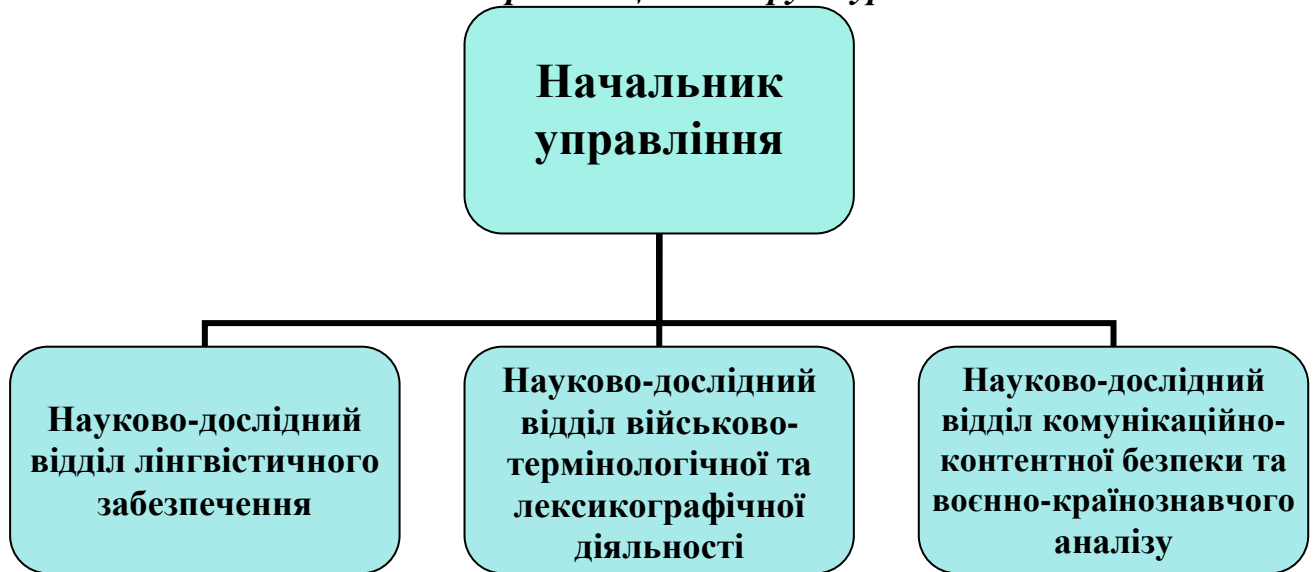 Начальник
управління
Науково-дослідний
відділ лінгвістичного
забезпечення
Науково-дослідний
відділ військово-
термінологічної та
лексикографічної
діяльності
Науково-дослідний
відділ комунікаційно-
контентної безпеки та
воєнно-країнознавчого
аналізу